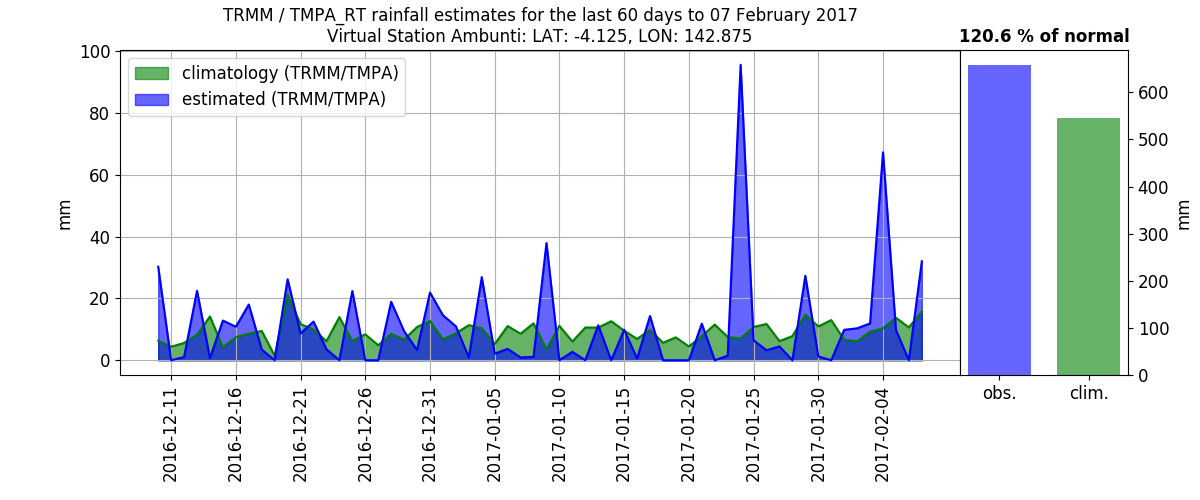 TRMM / TMPA_RT rainfall estimates for the last 60 days to 07 February 2017
Virtual Station Ambunti: LAT: -4.125, LON: 142.875
120.6 % of normal
climatology (TRMM/TMPA)
estimated (TRMM/TMPA)
100
80
60
40
20
0
mm
2016-12-11
2016-12-16
2016-12-21
2016-12-26
2016-12-31
2017-01-05
2017-01-10
2017-01-15
2017-01-20
2017-01-25
2017-01-30
2017-02-04
600
500
400
300
200
100
0
mm
obs.
clim.